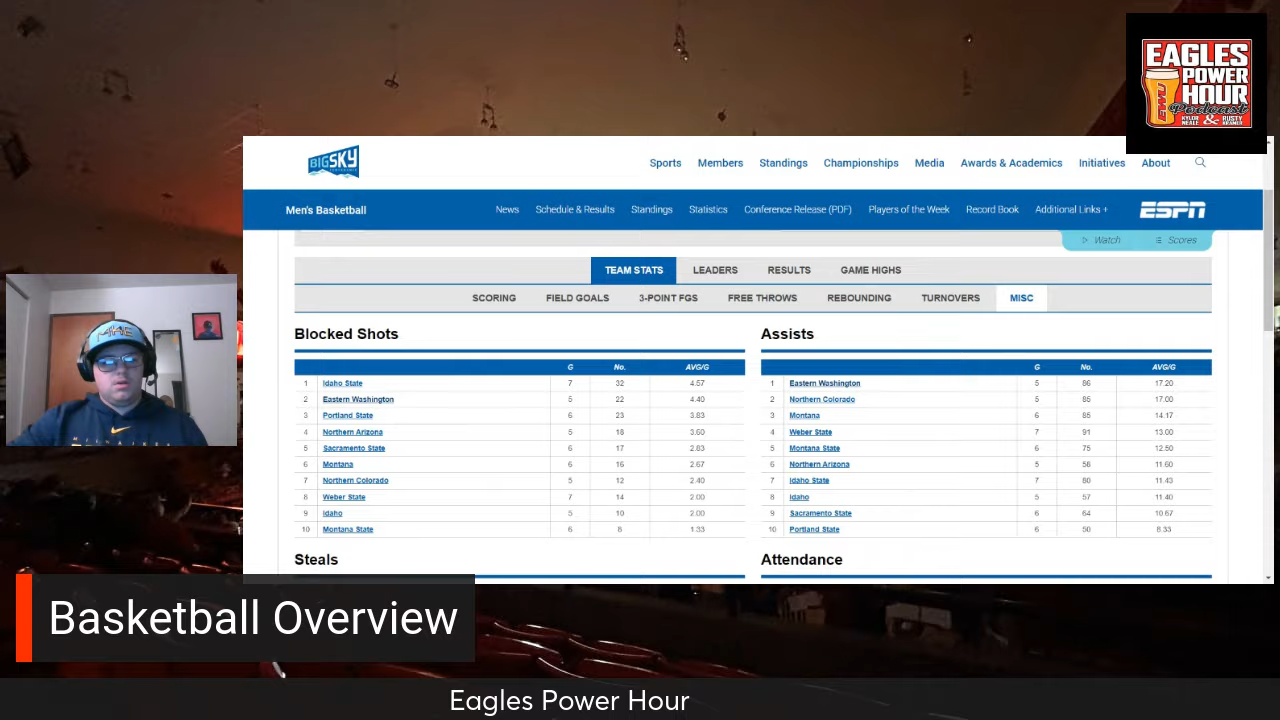 EAGLES
POWER
HOUR
Podcast
KYLOR NEALE & RUSTY
EWU
BIG SKY
Sports Members Standings Championships Media Awards & Academics Initiatives About
Men's Basketball News Schedule & Results Standings Statistics Conference Release (PDF) Players of the Week Record Book Additional Links + ESPN
Watch Scores
TEAM STATS LEADERS RESULTS GAME HIGHS
SCORING FIELD GOALS 3-POINT FGS FREE THROWS REBOUNDING TURNOVERS MISC
Blocked Shots
G No. AVG/G
1 Idaho State 7 32 4.57
2 Eastern Washington 5 22 4.40
3 Portland State 6 23 3.83
4 Northern Arizona 5 18 3.60
5 Sacramento State 6 17 2.83
6 Montana 6 16 2.67
7 Northern Colorado 5 12 2.40
8 Weber State 7 14 2.00
9 Idaho 5 10 2.00
10 Montana State 6 8 1.33
Assists
G No. AVG/G
1 Eastern Washington 5 86 17.20
2 Northern Colorado 5 85 17.00
3 Montana 6 85 14.17
4 Weber State 7 91 13.00
5 Montana State 6 75 12.50
6 Northern Arizona 5 58 11.60
7 Idaho State 7 80 11.43
8 Idaho 5 57 11.40
9 Sacramento State 6 64 10.67
10 Portland State 6 50 8.33
Steals
Attendance
MKE
Basketball Overview
Eagles Power Hour